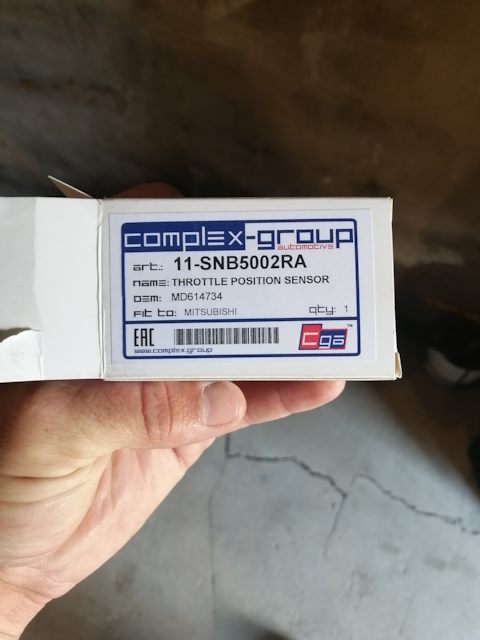 complex-group
automotive
art.: 11-SNB5002RA
name: THROTTLE POSITION SENSOR
oem: MD614734
fit to: MITSUBISHI qty: 1
EAC
www.complex.group
cga™